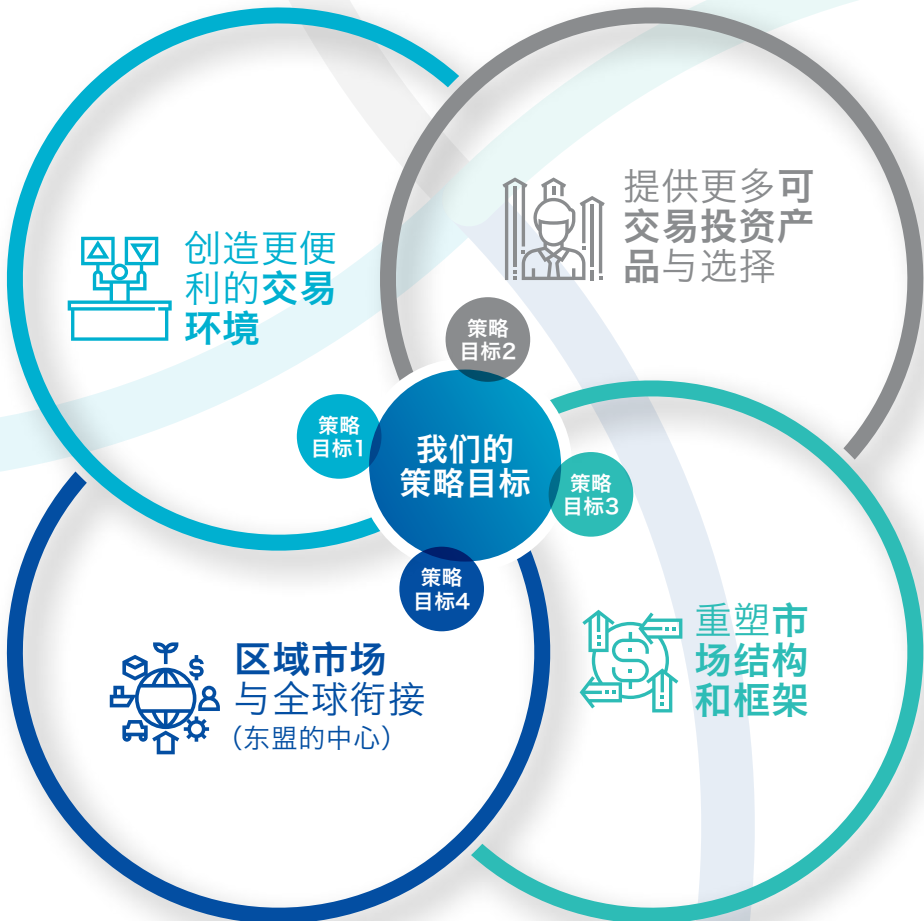 我们的
策略目标
策略
目标1
创造更便
利的交易
环境
策略
目标2
提供更多可
交易投资产
品与选择
策略
目标3
重塑市
场结构
和框架
策略
目标4
区域市场
与全球衔接
（东盟的中心）